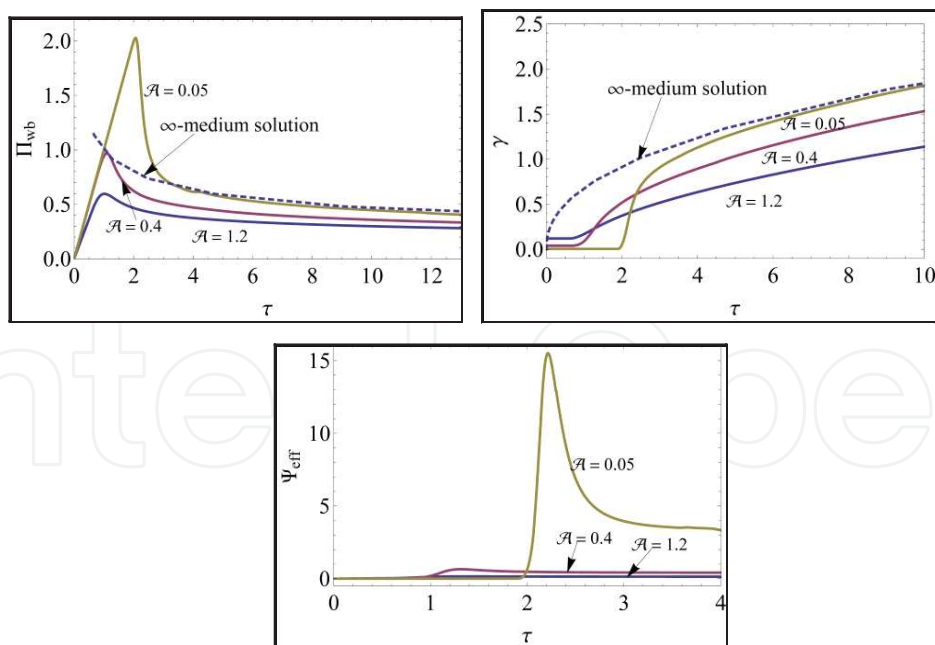 2.0
1.5
1.0
0.5
0.0
Π_wb
𝒜 = 0.05
∞-medium solution
𝒜 = 0.4
𝒜 = 1.2
0 2 4 6 8 10 12
τ
2.5
2.0
1.5
1.0
0.5
0.0
γ
∞-medium solution
𝒜 = 0.05
𝒜 = 0.4
𝒜 = 1.2
0 2 4 6 8 10
τ
15
10
5
0
Ψ_eff
𝒜 = 0.05
𝒜 = 0.4
𝒜 = 1.2
0 1 2 3 4
τ